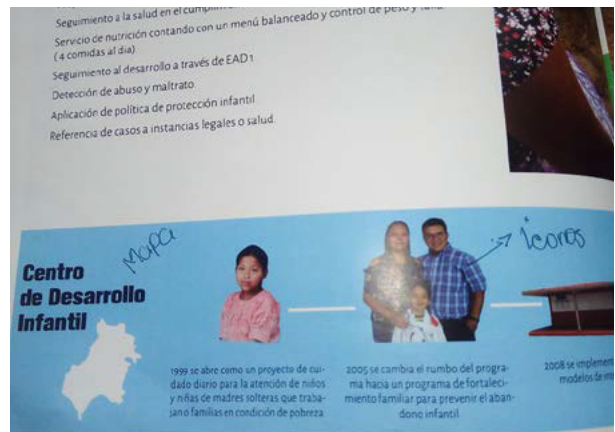 Seguimiento a la salud en el
Servicio de nutrición contando con un menú balanceado y control de peso y talla
( 4 comidas al día)
Seguimiento al desarrollo a través de EAD1
Detección de abuso y maltrato
Aplicación de política de protección infantil
Referencia de casos a instancias legales o salud.
Mapa
Iconos
Centro
de Desarrollo
Infantil
1999 se abre como un proyecto de cui-
dado diario para la atención de niños
y niñas de madres solteras que traba-
jan o familias en condición de pobreza
2005 se cambia el rumbo del progra-
ma hacia un programa de fortaleci-
miento familiar para prevenir el aban-
dono infantil
2008 se implement
modelos de